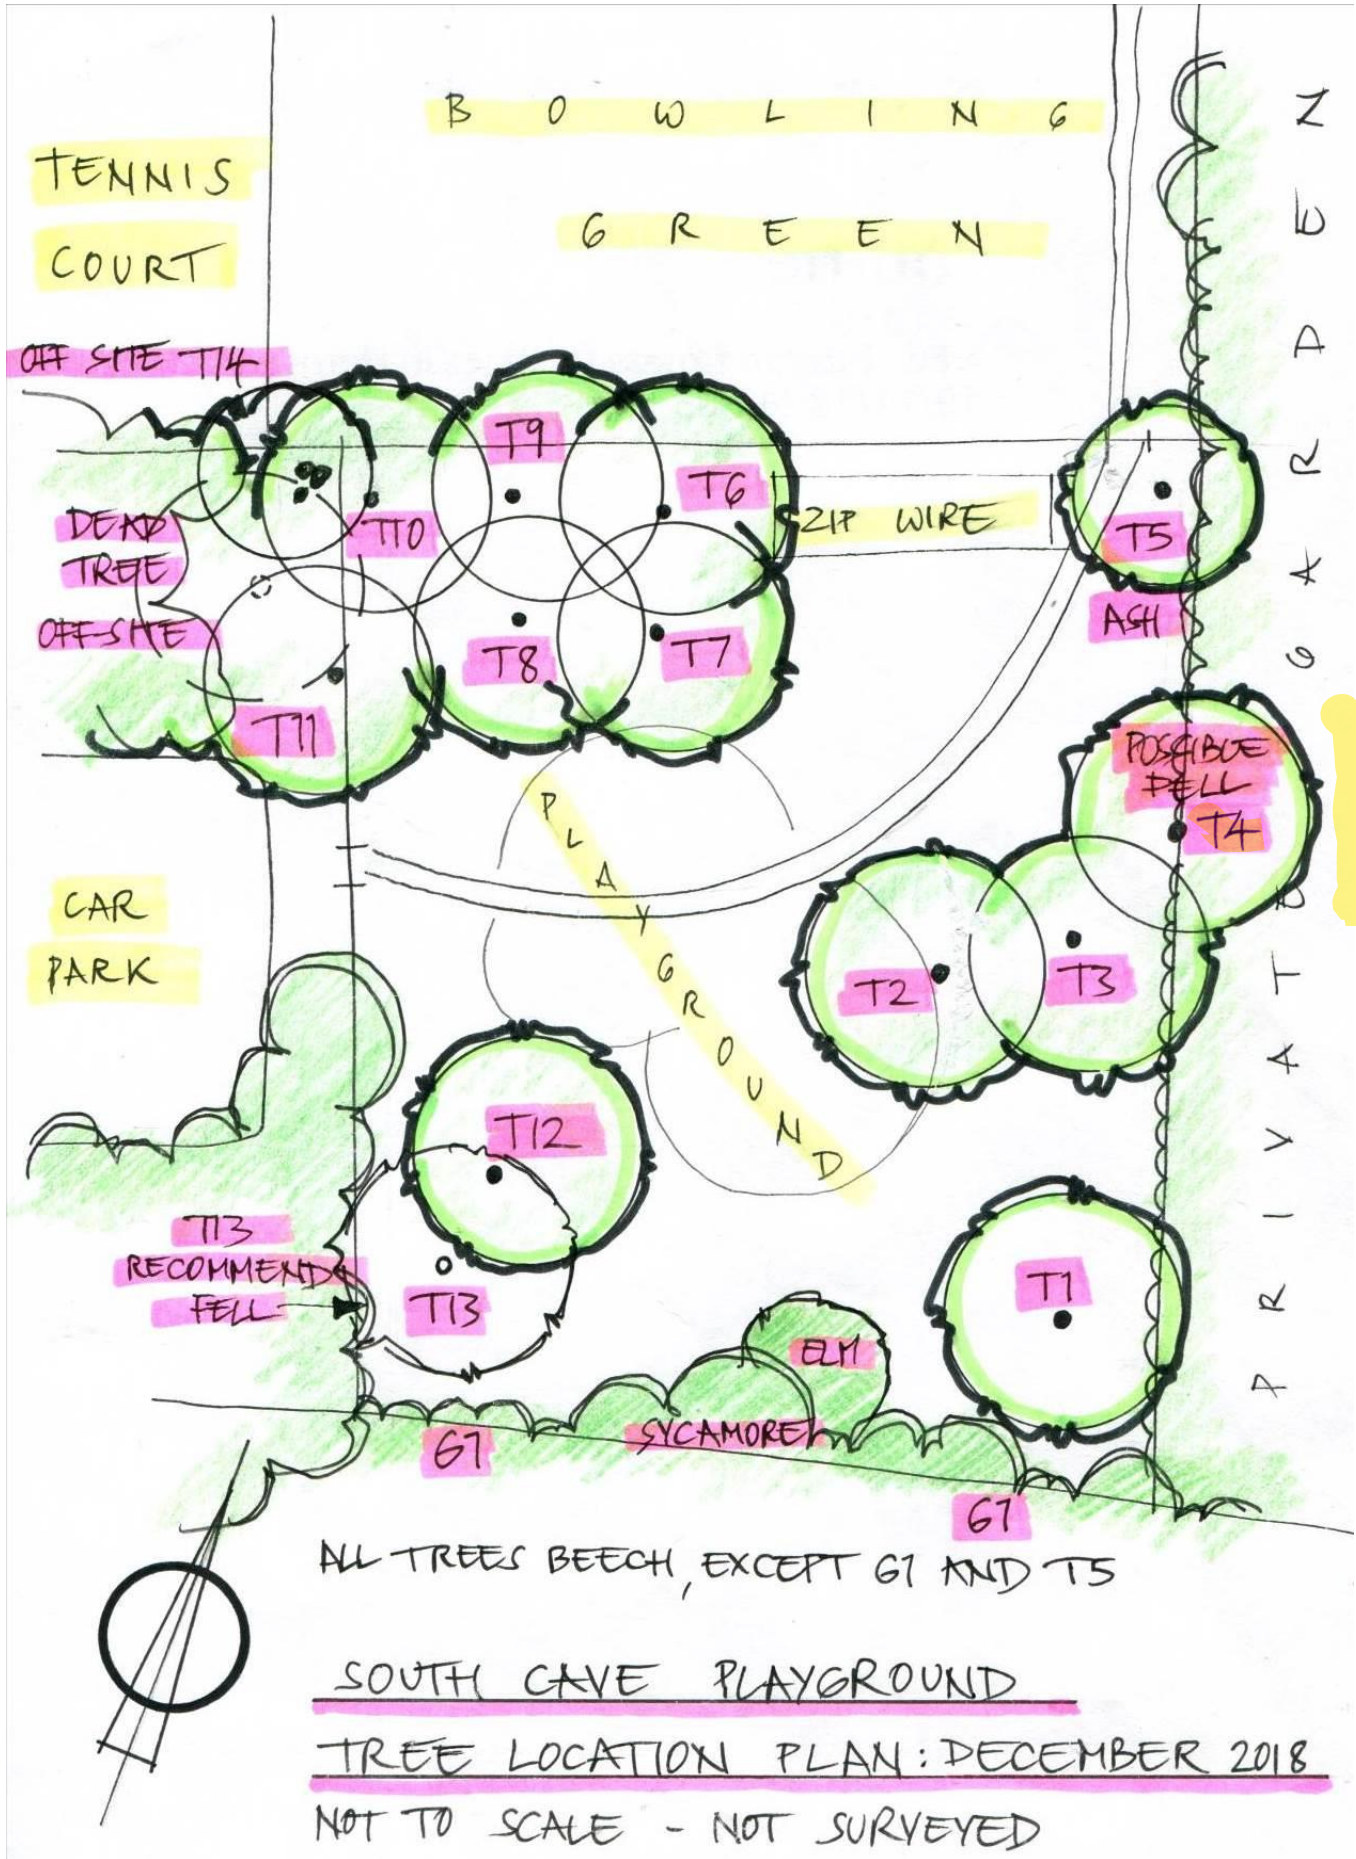 BOWLING
GREEN
TENNIS
COURT
OFF SITE T14
T9
T6
T10
ZIP WIRE
T5
ASH
DEAD
TREE
OFF-SITE
T8
T7
T11
POSSIBLE
DELL
T4
PLAYGROUND
CAR
PARK
T2
T3
PRIVATE GARDEN
T12
T13
RECOMMEND
FELL
T13
T1
ELM
SYCAMORE
G1
G1
ALL TREES BEECH, EXCEPT G1 AND T5
SOUTH CAVE PLAYGROUND
TREE LOCATION PLAN: DECEMBER 2018
NOT TO SCALE - NOT SURVEYED